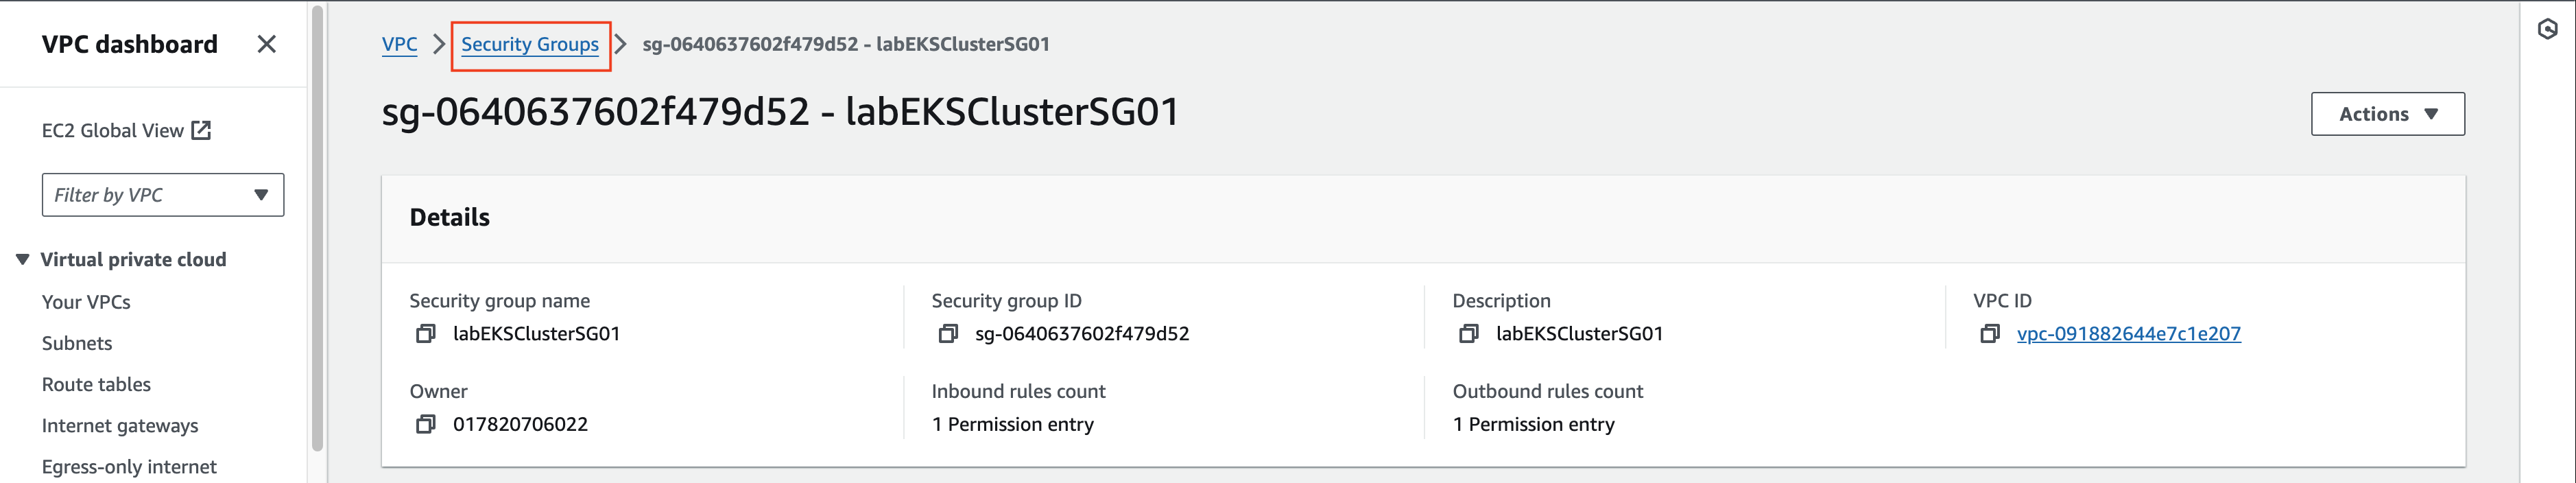 VPC dashboard
EC2 Global View
Filter by VPC
Virtual private cloud
Your VPCs
Subnets
Route tables
Internet gateways
Egress-only internet
VPC
Security Groups
sg-0640637602f479d52 - labEKSClusterSG01
sg-0640637602f479d52 - labEKSClusterSG01
Actions
Details
Security group name
labEKSClusterSG01
Security group ID
sg-0640637602f479d52
Description
labEKSClusterSG01
VPC ID
vpc-091882644e7c1e207
Owner
017820706022
Inbound rules count
1 Permission entry
Outbound rules count
1 Permission entry